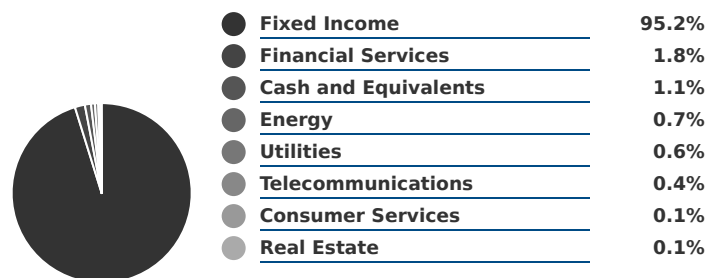 Fixed Income 95.2%
Financial Services 1.8%
Cash and Equivalents 1.1%
Energy 0.7%
Utilities 0.6%
Telecommunications 0.4%
Consumer Services 0.1%
Real Estate 0.1%